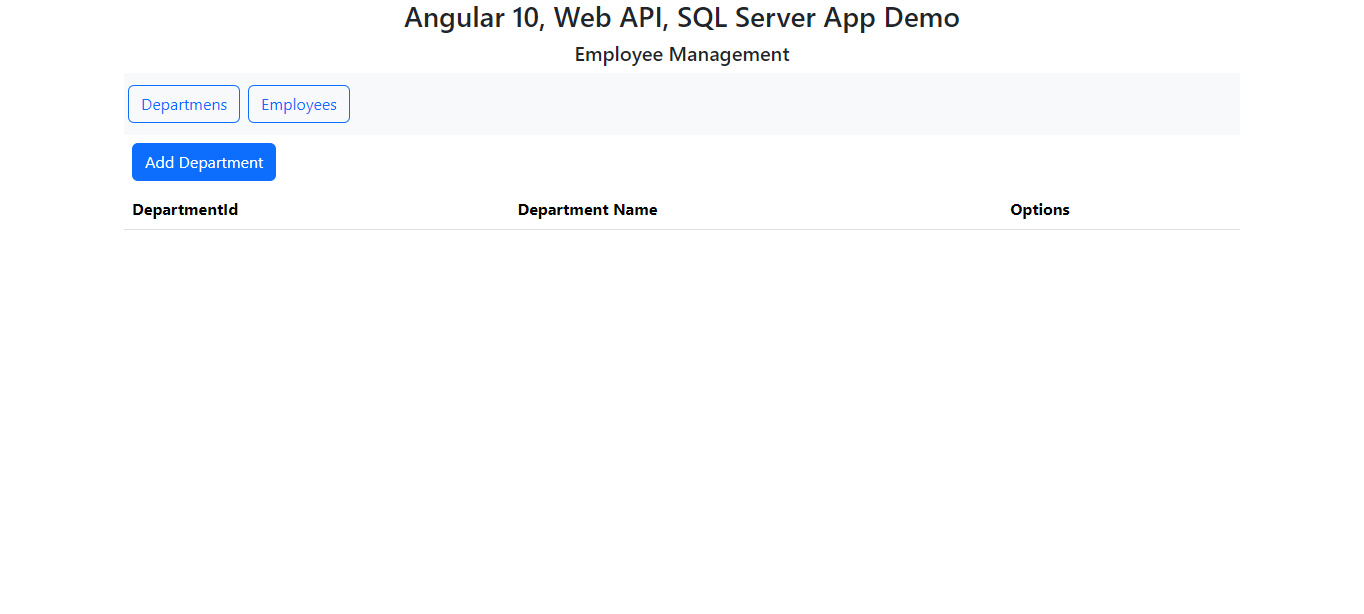 Angular 10, Web API, SQL Server App Demo
Employee Management
Departmens Employees
Add Department
DepartmentId Department Name Options